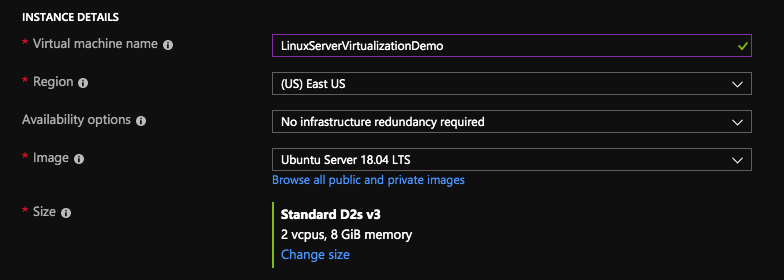 INSTANCE DETAILS
* Virtual machine name
LinuxServerVirtualizationDemo
* Region
(US) East US
Availability options
No infrastructure redundancy required
* Image
Ubuntu Server 18.04 LTS
Browse all public and private images
* Size
Standard D2s v3
2 vcpus, 8 GiB memory
Change size